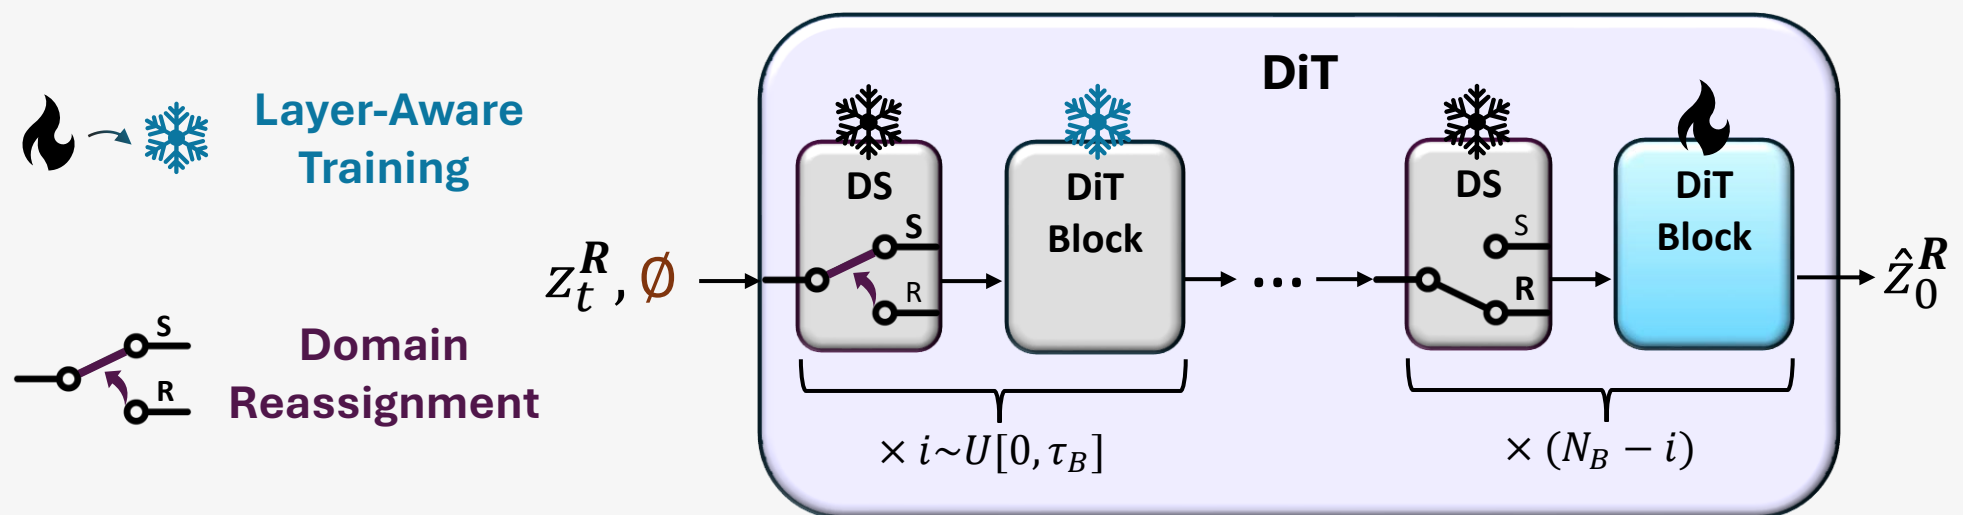 Layer-Aware
Training
S
R
Domain
Reassignment
DiT
z_t^R, ∅
DS
S
R
DiT
Block
...
DS
S
R
DiT
Block
ẑ_0^R
× i~U[0, τ_B]
× (N_B − i)